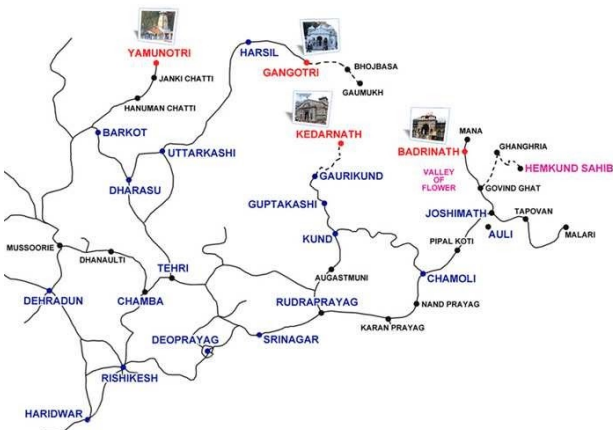 HARSIL
YAMUNOTRI
GANGOTRI
BHOJBASA
JANKI CHATTI
GAUMUKH
HANUMAN CHATTI
KEDARNATH
BADRINATH
MANA
GHANGHRIA
BARKOT
UTTARKASHI
HEMKUND SAHIB
VALLEY
OF
FLOWER
GAURIKUND
DHARASU
GOVIND GHAT
GUPTAKASHI
JOSHIMATH
TAPOVAN
KUND
AULI
MALARI
MUSSOORIE
DHANAULTI
PIPAL KOTI
TEHRI
AUGASTMUNI
CHAMOLI
DEHRADUN
CHAMBA
RUDRAPRAYAG
NAND PRAYAG
KARAN PRAYAG
DEOPRAYAG
SRINAGAR
RISHIKESH
HARIDWAR